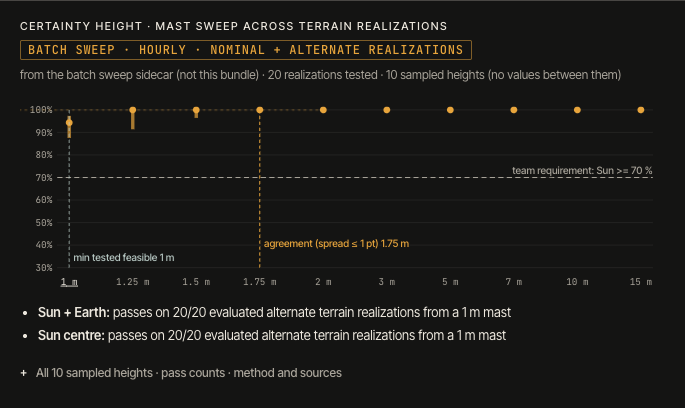 CERTAINTY HEIGHT · MAST SWEEP ACROSS TERRAIN REALIZATIONS
BATCH SWEEP · HOURLY · NOMINAL + ALTERNATE REALIZATIONS
from the batch sweep sidecar (not this bundle) · 20 realizations tested · 10 sampled heights (no values between them)
100%
90%
80%
team requirement: Sun >= 70 %
70%
60%
50%
40%
agreement (spread ≤ 1 pt) 1.75 m
min tested feasible 1 m
30%
1 m 1.25 m 1.5 m 1.75 m 2 m 3 m 5 m 7 m 10 m 15 m
• Sun + Earth: passes on 20/20 evaluated alternate terrain realizations from a 1 m mast
• Sun centre: passes on 20/20 evaluated alternate terrain realizations from a 1 m mast
+ All 10 sampled heights · pass counts · method and sources